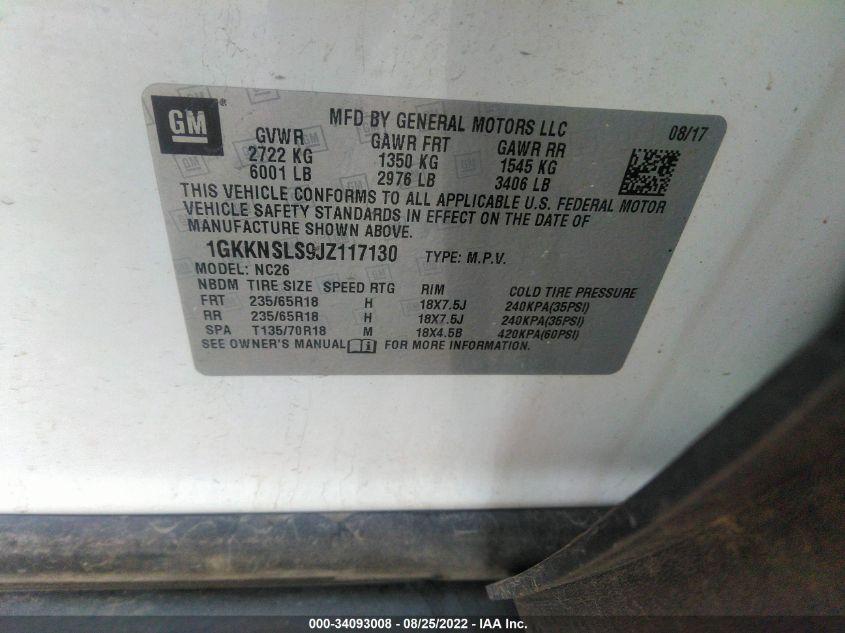 GM®
MFD BY GENERAL MOTORS LLC 08/17
GVWR GAWR FRT GAWR RR
2722 KG 1350 KG 1545 KG
6001 LB 2976 LB 3406 LB
THIS VEHICLE CONFORMS TO ALL APPLICABLE U.S. FEDERAL MOTOR
VEHICLE SAFETY STANDARDS IN EFFECT ON THE DATE OF
MANUFACTURE SHOWN ABOVE.
1GKKNSLS9JZ117130 TYPE: M.P.V.
MODEL: NC26
NBDM TIRE SIZE SPEED RTG RIM COLD TIRE PRESSURE
FRT 235/65R18 H 18X7.5J 240KPA(35PSI)
RR 235/65R18 H 18X7.5J 240KPA(35PSI)
SPA T135/70R18 M 18X4.5B 420KPA(60PSI)
SEE OWNER'S MANUAL i FOR MORE INFORMATION.
000-34093008 - 08/25/2022 - IAA Inc.